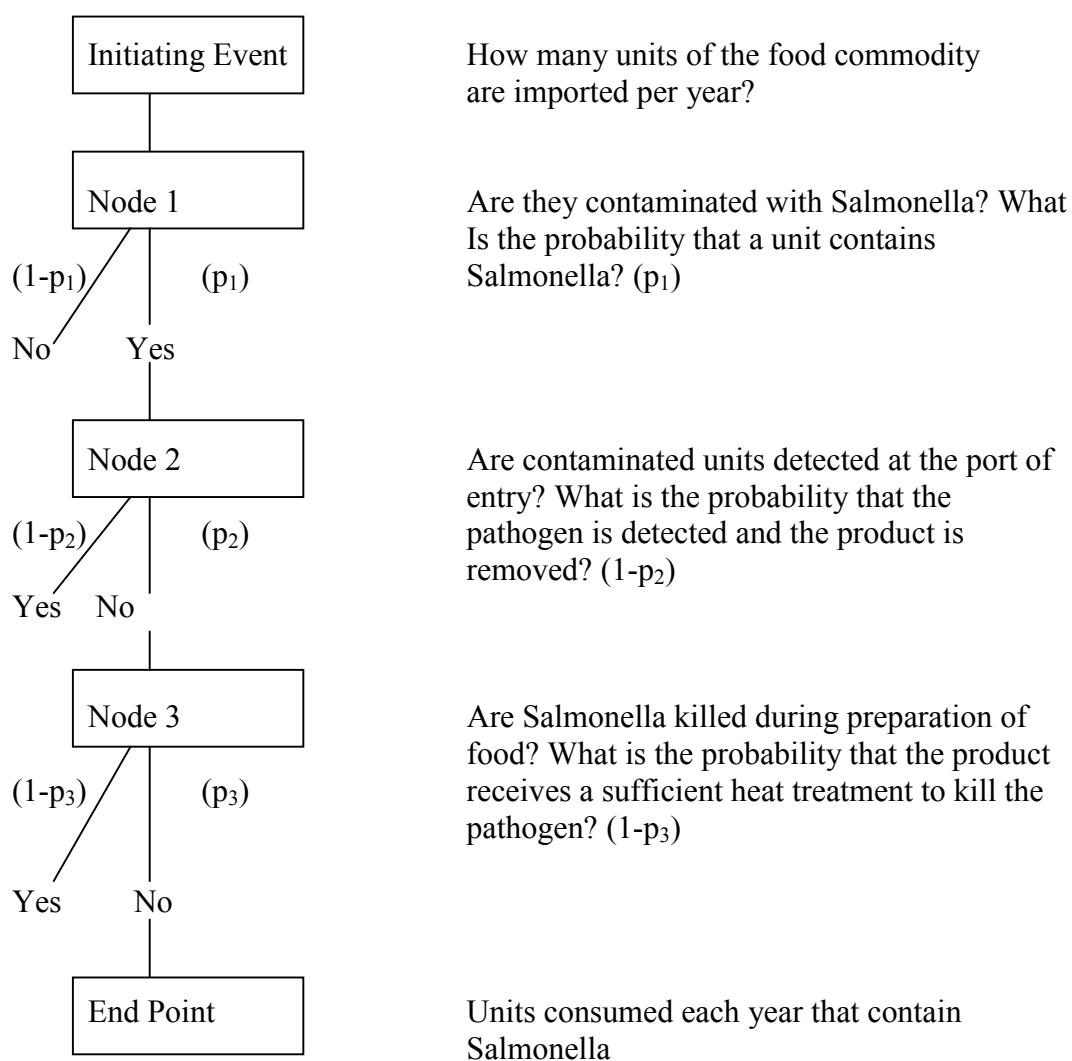 Initiating Event
How many units of the food commodity
are imported per year?
Node 1
Are they contaminated with Salmonella? What
Is the probability that a unit contains
Salmonella? (p₁)
(1-p₁) (p₁)
No Yes
Node 2
Are contaminated units detected at the port of
entry? What is the probability that the
pathogen is detected and the product is
removed? (1-p₂)
(1-p₂) (p₂)
Yes No
Node 3
Are Salmonella killed during preparation of
food? What is the probability that the product
receives a sufficient heat treatment to kill the
pathogen? (1-p₃)
(1-p₃) (p₃)
Yes No
End Point
Units consumed each year that contain
Salmonella